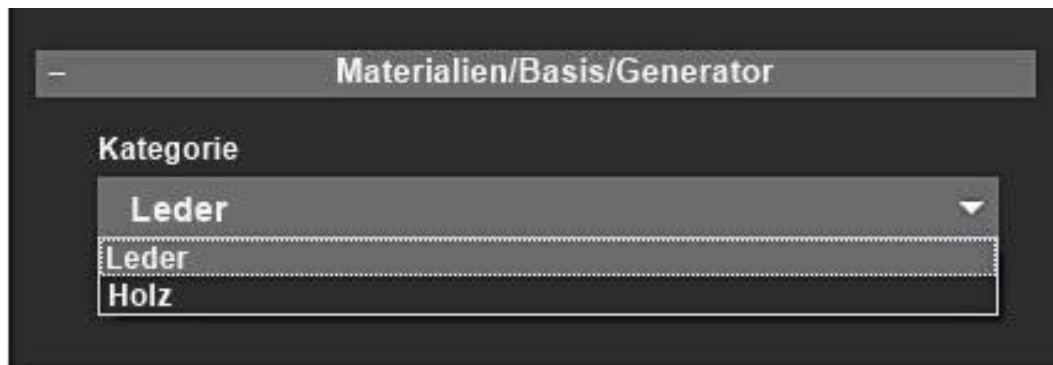 – Materialien/Basis/Generator
Kategorie
Leder
Leder
Holz